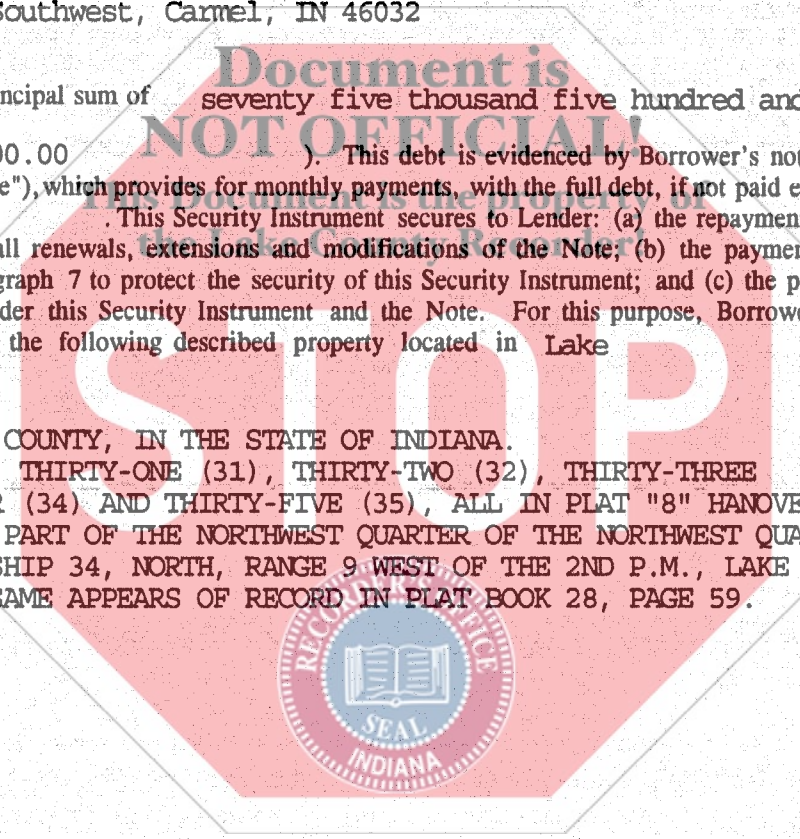 Southwest, Carmel, IN 46032
Document is
ncipal sum of seventy five thousand five hundred and
NOT OFFICIAL!
00.00 ). This debt is evidenced by Borrower's not
e"), which provides for monthly payments, with the full debt, if not paid e
This Document is the property of
. This Security Instrument secures to Lender: (a) the repaymen
the Lake County Recorder!
all renewals, extensions and modifications of the Note; (b) the paymen
graph 7 to protect the security of this Security Instrument; and (c) the p
der this Security Instrument and the Note. For this purpose, Borrowe
the following described property located in Lake
STOP
COUNTY, IN THE STATE OF INDIANA.
THIRTY-ONE (31), THIRTY-TWO (32), THIRTY-THREE
R (34) AND THIRTY-FIVE (35), ALL IN PLAT "8" HANOVE
PART OF THE NORTHWEST QUARTER OF THE NORTHWEST QUA
SHIP 34, NORTH, RANGE 9 WEST OF THE 2ND P.M., LAKE
SAME APPEARS OF RECORD IN PLAT BOOK 28, PAGE 59.
RECORDER'S OFFICE
SEAL
INDIANA